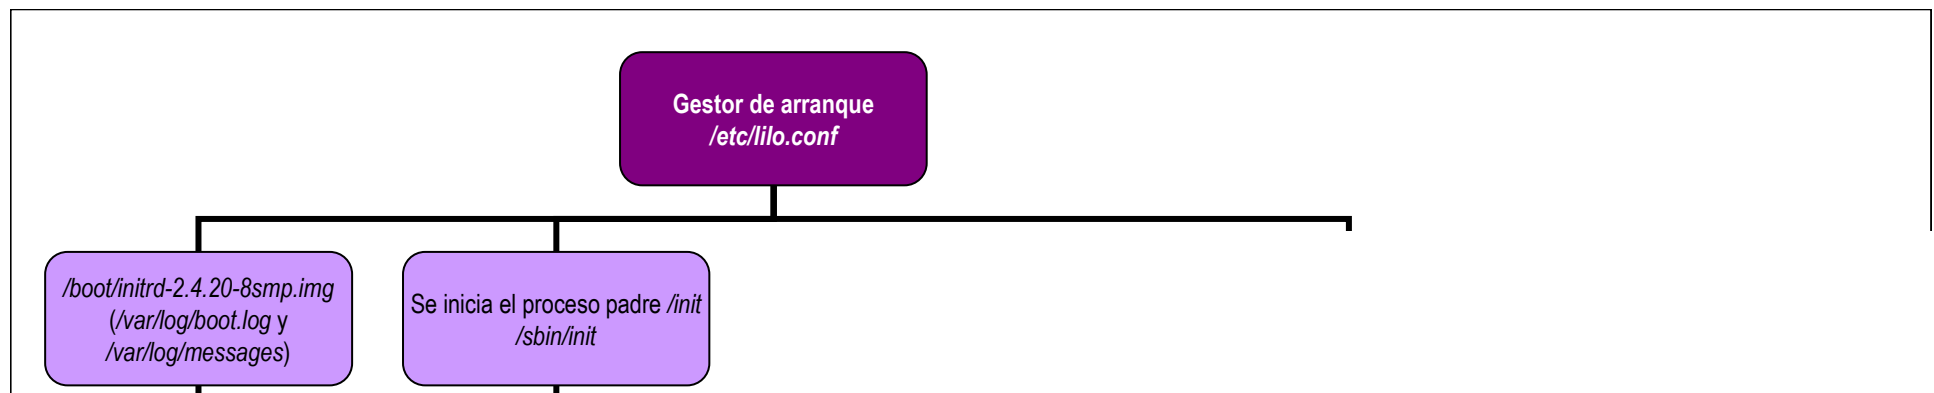 Gestor de arranque
/etc/lilo.conf
/boot/initrd-2.4.20-8smp.img
(/var/log/boot.log y
/var/log/messages)
Se inicia el proceso padre /init
/sbin/init